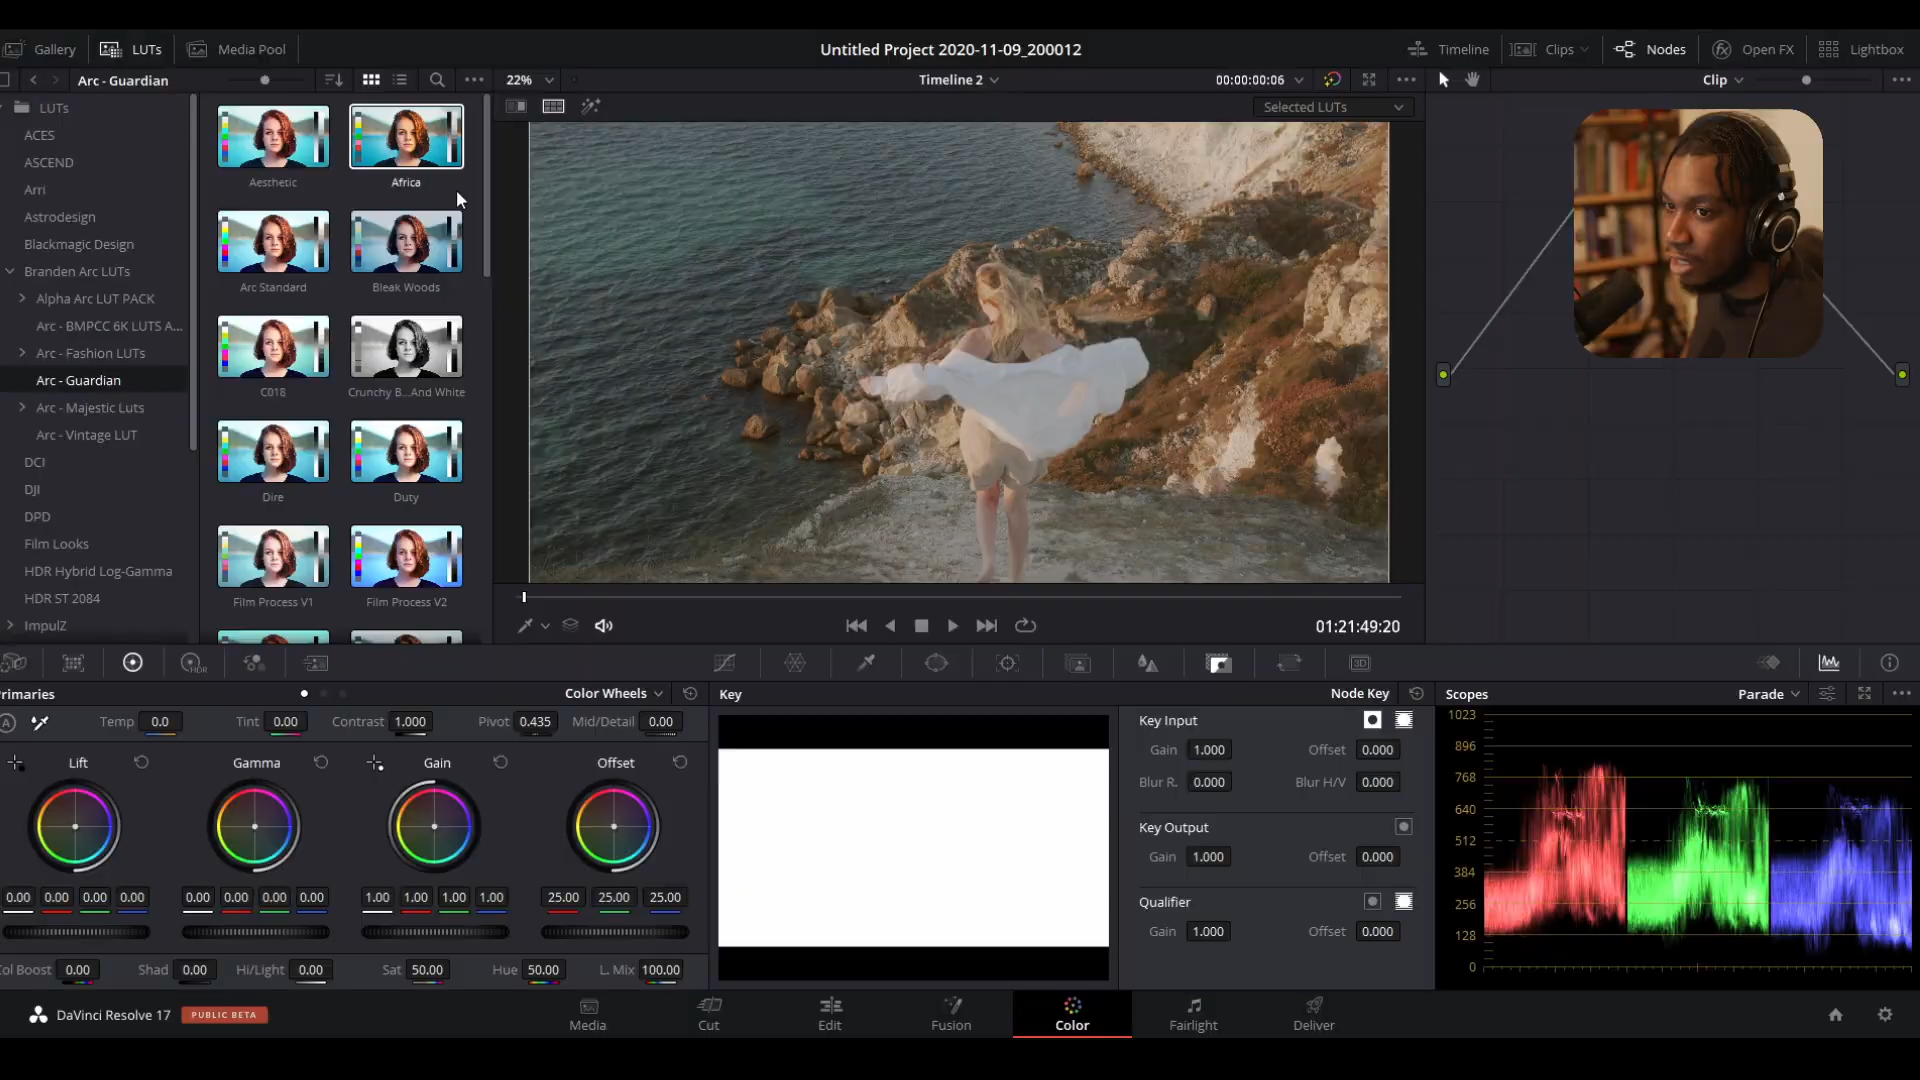 Gallery
LUTs
Media Pool
Untitled Project 2020-11-09_200012
Timeline
Clips
Nodes
Open FX
Lightbox
Arc - Guardian
22%
Timeline 2
00:00:00:06
Clip
Selected LUTs
LUTs
ACES
ASCEND
Arri
Astrodesign
Blackmagic Design
Branden Arc LUTs
Alpha Arc LUT PACK
Arc - BMPCC 6K LUTS A...
Arc - Fashion LUTs
Arc - Guardian
Arc - Majestic Luts
Arc - Vintage LUT
DCI
DJI
DPD
Film Looks
HDR Hybrid Log-Gamma
HDR ST 2084
ImpulZ
Aesthetic
Africa
Arc Standard
Bleak Woods
C018
Crunchy B...And White
Dire
Duty
Film Process V1
Film Process V2
01:21:49:20
HDR
3D
Primaries
Color Wheels
Key
Node Key
Scopes
Parade
A
Temp 0.0
Tint 0.00
Contrast 1.000
Pivot 0.435
Mid/Detail 0.00
Lift
Gamma
Gain
Offset
0.00 0.00 0.00 0.00
0.00 0.00 0.00 0.00
1.00 1.00 1.00 1.00
25.00 25.00 25.00
Col Boost 0.00
Shad 0.00
Hi/Light 0.00
Sat 50.00
Hue 50.00
L. Mix 100.00
Key Input
Gain 1.000
Offset 0.000
Blur R. 0.000
Blur H/V 0.000
Key Output
Gain 1.000
Offset 0.000
Qualifier
Gain 1.000
Offset 0.000
1023
896
768
640
512
384
256
128
0
DaVinci Resolve 17
PUBLIC BETA
Media
Cut
Edit
Fusion
Color
Fairlight
Deliver